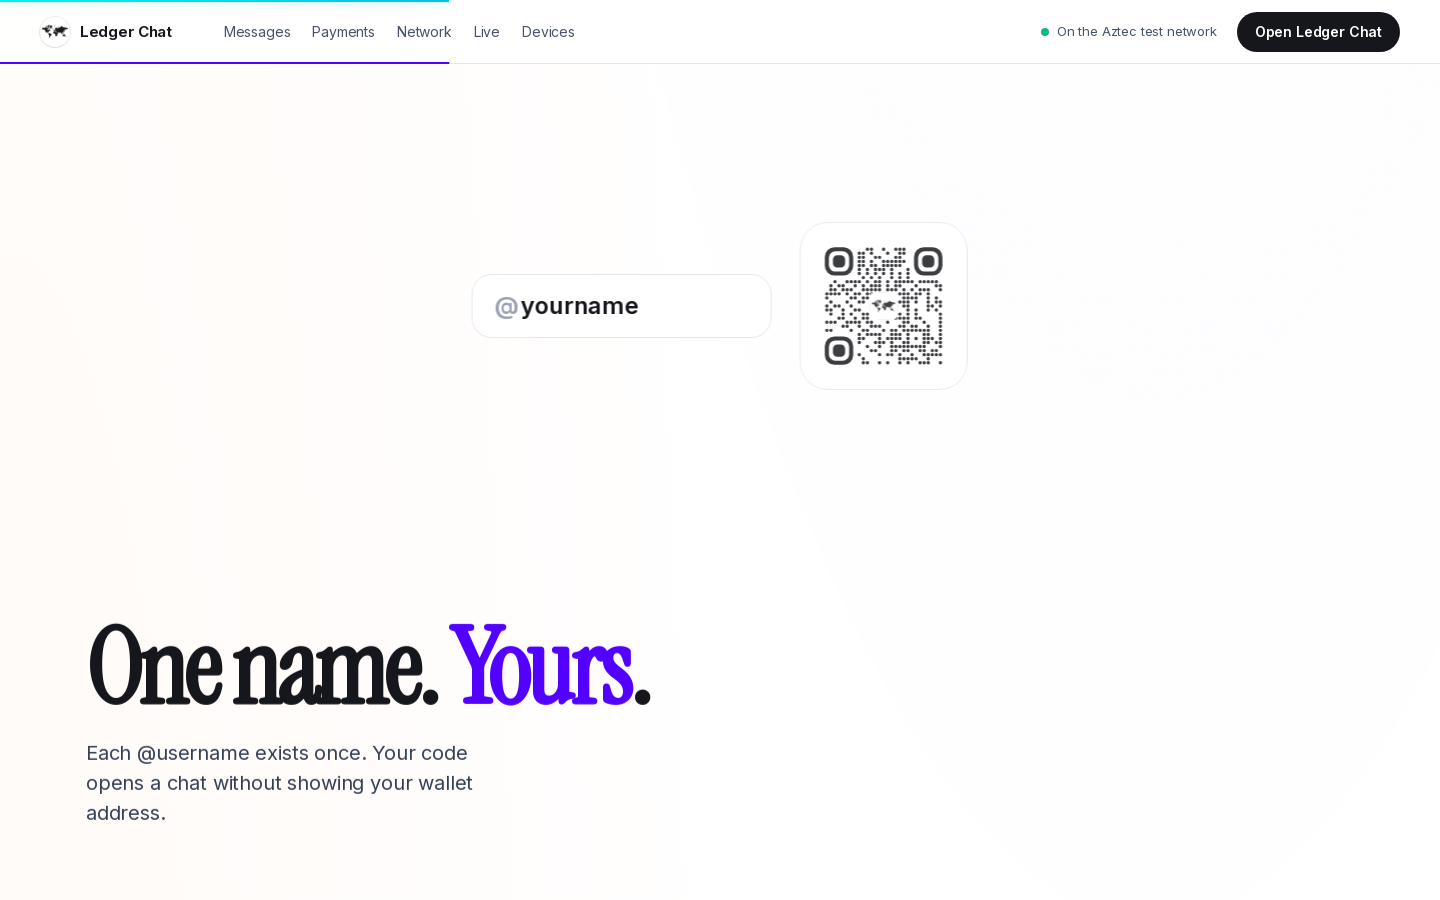 Ledger Chat
Messages
Payments
Network
Live
Devices
On the Aztec test network
Open Ledger Chat
@yourname
One name. Yours.
Each @username exists once. Your code
opens a chat without showing your wallet
address.